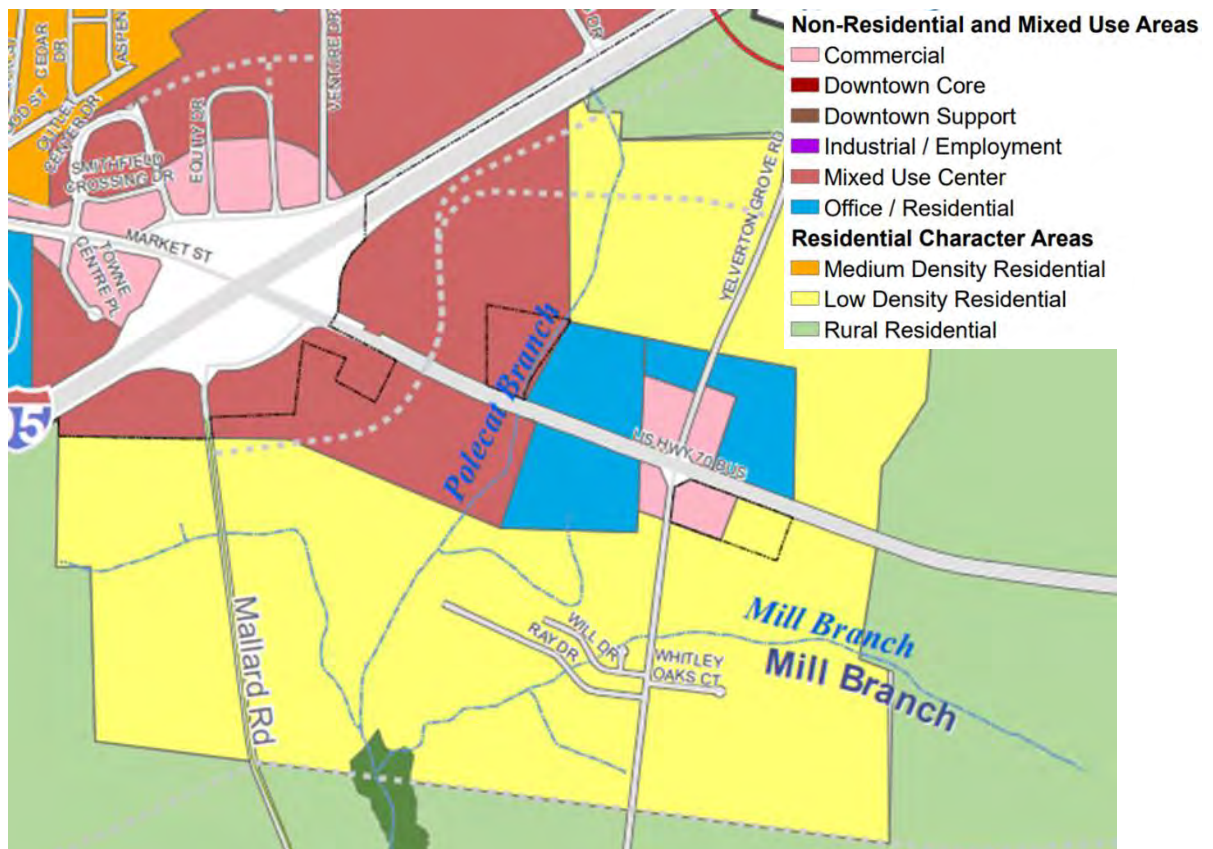 CEDAR
DR
ASPEN
OD ST
OUTLET
CENTER DR
VENTURE DR
DR
EQUITY DR
SMITHFIELD
CROSSING DR
MARKET ST
TOWNE
CENTRE PL
95
Polecat Branch
YELVERTON GROVE RD
US HWY 70 BUS
Mallard Rd
WILL DR
RAY DR
WHITLEY
OAKS CT
Mill Branch
Mill Branch
Non-Residential and Mixed Use Areas
Commercial
Downtown Core
Downtown Support
Industrial / Employment
Mixed Use Center
Office / Residential
Residential Character Areas
Medium Density Residential
Low Density Residential
Rural Residential